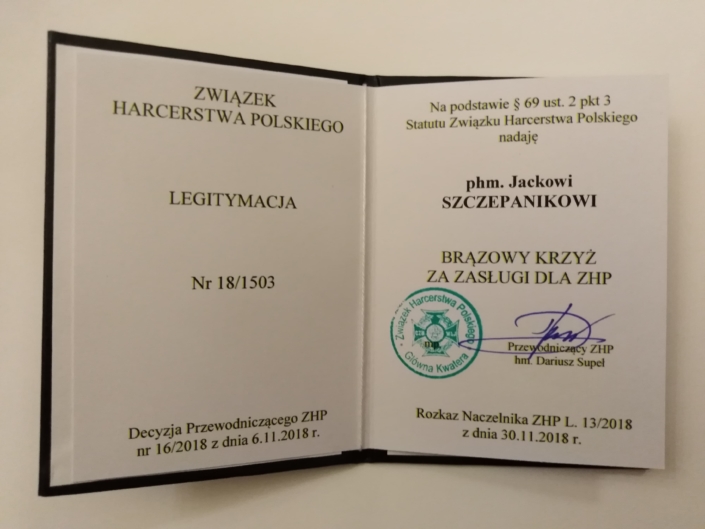 ZWIĄZEK
HARCERSTWA POLSKIEGO
LEGITYMACJA
Nr 18/1503
Decyzja Przewodniczącego ZHP
nr 16/2018 z dnia 6.11.2018 r.
Na podstawie § 69 ust. 2 pkt 3
Statutu Związku Harcerstwa Polskiego
nadaję
phm. Jackowi
SZCZEPANIKOWI
BRĄZOWY KRZYŻ
ZA ZASŁUGI DLA ZHP
Związek Harcerstwa Polskiego
Główna Kwatera
Przewodniczący ZHP
hm. Dariusz Supeł
Rozkaz Naczelnika ZHP L. 13/2018
z dnia 30.11.2018 r.